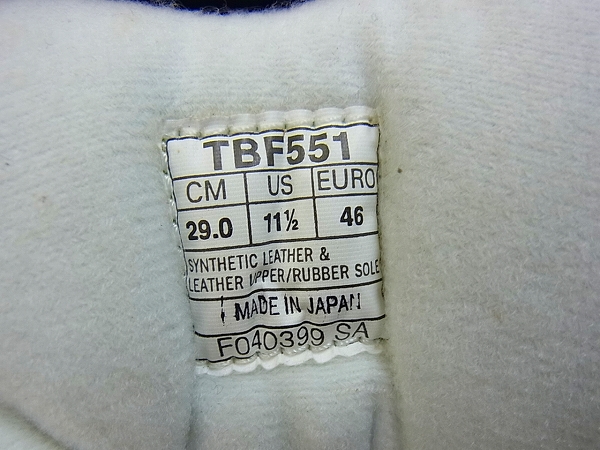 TBF551
CM US EURO
29.0 11½ 46
SYNTHETIC LEATHER &
LEATHER UPPER/RUBBER SOLE
MADE IN JAPAN
F040399 SA